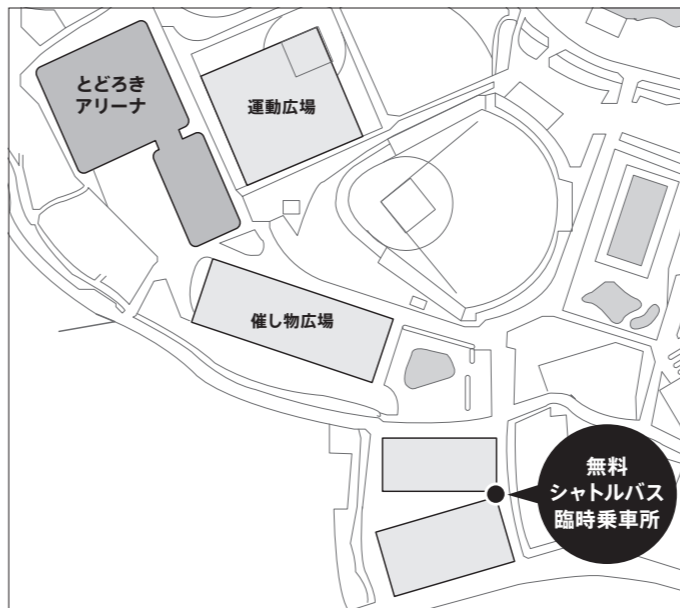 とどろき
アリーナ
運動広場
催し物広場
無料
シャトルバス
臨時乗車所